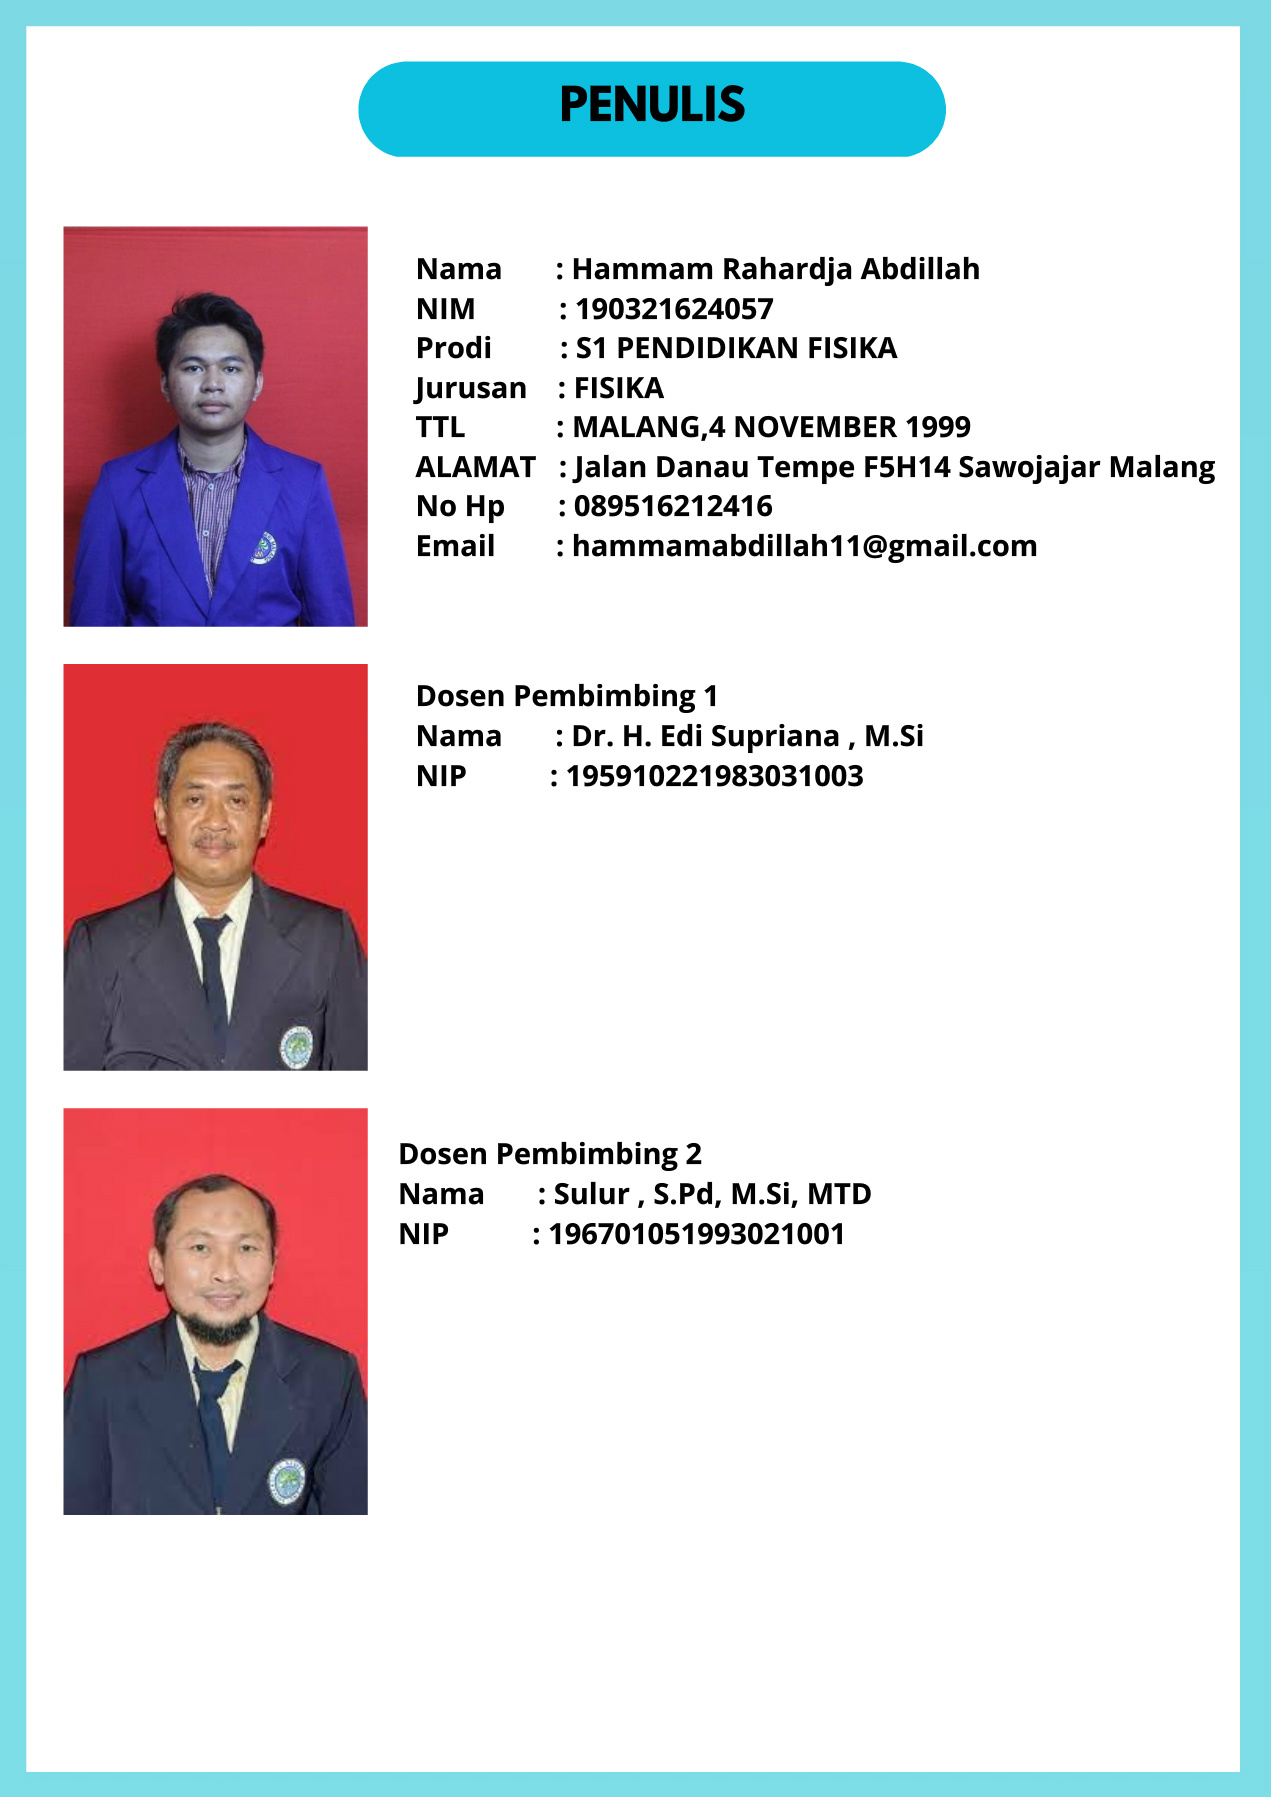 PENULIS
Nama : Hammam Rahardja Abdillah
NIM : 190321624057
Prodi : S1 PENDIDIKAN FISIKA
Jurusan : FISIKA
TTL : MALANG,4 NOVEMBER 1999
ALAMAT : Jalan Danau Tempe F5H14 Sawojajar Malang
No Hp : 089516212416
Email : hammamabdillah11@gmail.com
Dosen Pembimbing 1
Nama : Dr. H. Edi Supriana , M.Si
NIP : 195910221983031003
Dosen Pembimbing 2
Nama : Sulur , S.Pd, M.Si, MTD
NIP : 196701051993021001